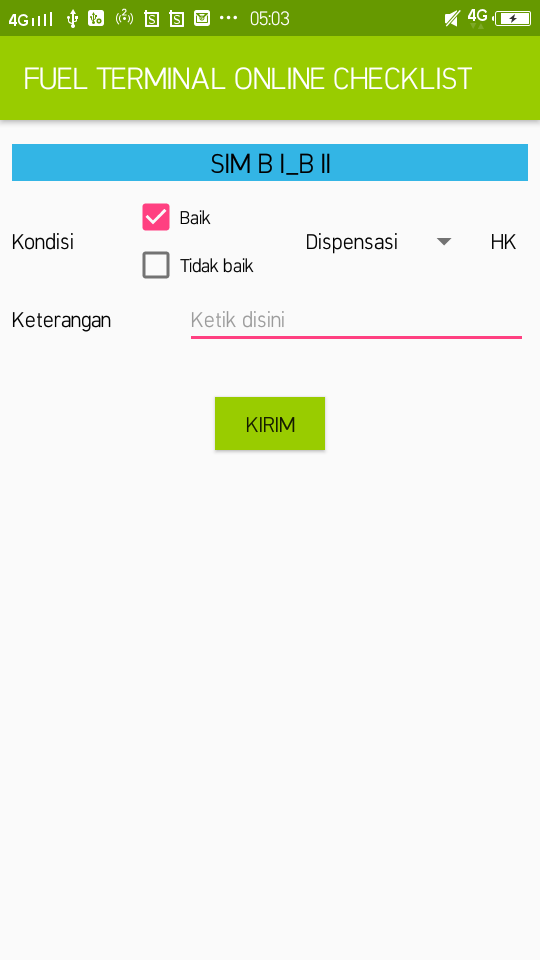 4G 2 05:03 4G
FUEL TERMINAL ONLINE CHECKLIST
SIM B I_B II
Baik
Kondisi Dispensasi HK
Tidak baik
Keterangan Ketik disini
KIRIM